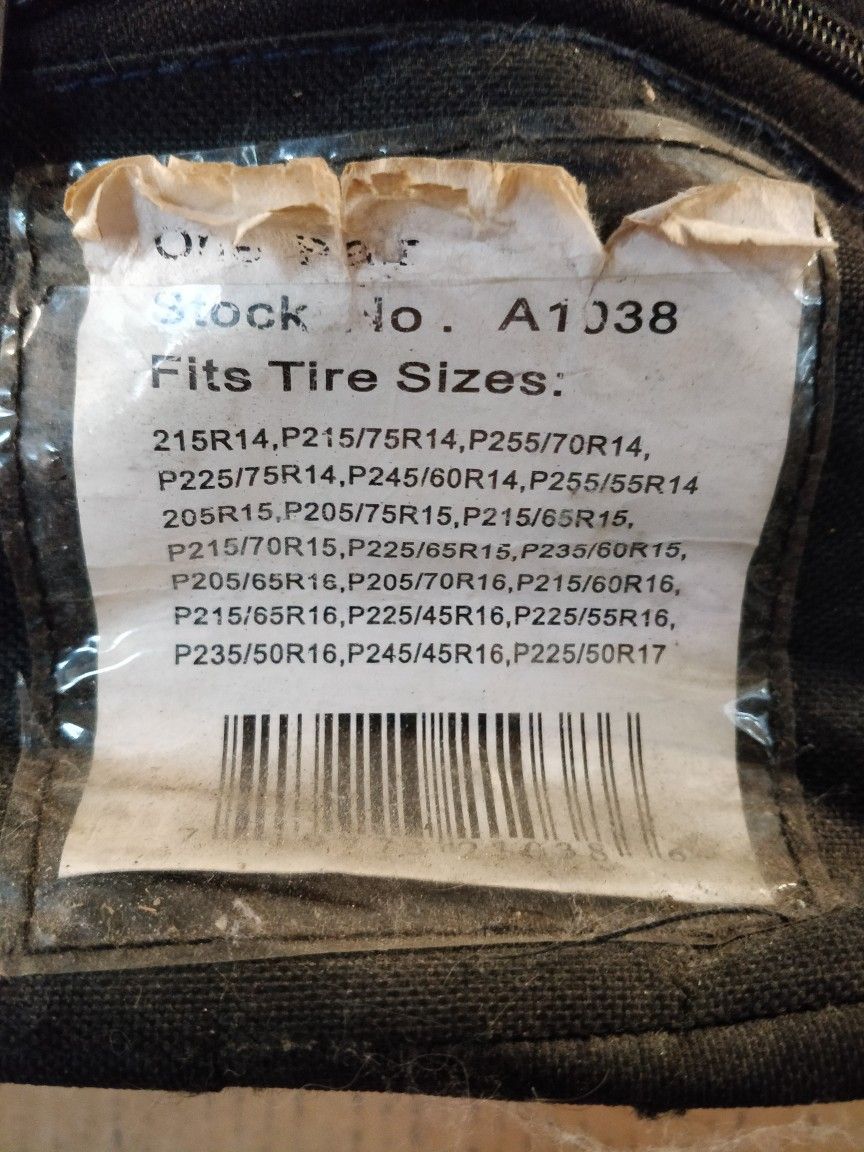 One Pair
Stock No. A1038
Fits Tire Sizes:
215R14,P215/75R14,P255/70R14,
P225/75R14,P245/60R14,P255/55R14
205R15,P205/75R15,P215/65R15,
P215/70R15,P225/65R15,P235/60R15,
P205/65R16,P205/70R16,P215/60R16,
P215/65R16,P225/45R16,P225/55R16,
P235/50R16,P245/45R16,P225/50R17